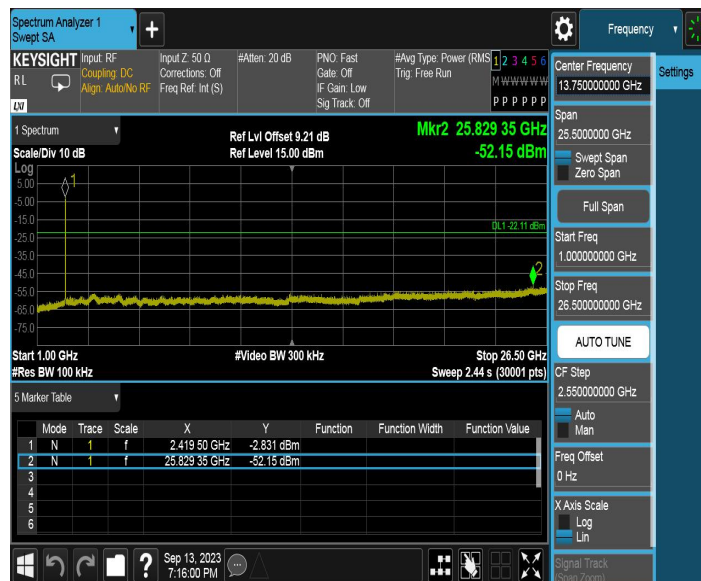 Spectrum Analyzer 1
Swept SA
+
Frequency
KEYSIGHT
RL
LXI
Input: RF
Coupling: DC
Align: Auto/No RF
Input Z: 50 Ω
Corrections: Off
Freq Ref: Int (S)
#Atten: 20 dB
PNO: Fast
Gate: Off
IF Gain: Low
Sig Track: Off
#Avg Type: Power (RMS
Trig: Free Run
1 2 3 4 5 6
M W W W W W
P P P P P P
1 Spectrum
Scale/Div 10 dB
Ref Lvl Offset 9.21 dB
Ref Level 15.00 dBm
Mkr2 25.829 35 GHz
-52.15 dBm
Log
5.00
-5.00
-15.0
-25.0
-35.0
-45.0
-55.0
-65.0
-75.0
1
DL1 -22.11 dBm
2
Start 1.00 GHz
#Res BW 100 kHz
#Video BW 300 kHz
Stop 26.50 GHz
Sweep 2.44 s (30001 pts)
5 Marker Table
Mode Trace Scale X Y Function Function Width Function Value
1 N 1 f 2.419 50 GHz -2.831 dBm
2 N 1 f 25.829 35 GHz -52.15 dBm
3
4
5
6
?
Sep 13, 2023
7:16:00 PM
Center Frequency
13.750000000 GHz
Settings
Span
25.5000000 GHz
Swept Span
Zero Span
Full Span
Start Freq
1.000000000 GHz
Stop Freq
26.500000000 GHz
AUTO TUNE
CF Step
2.550000000 GHz
Auto
Man
Freq Offset
0 Hz
X Axis Scale
Log
Lin
Signal Track
(Span Zoom)